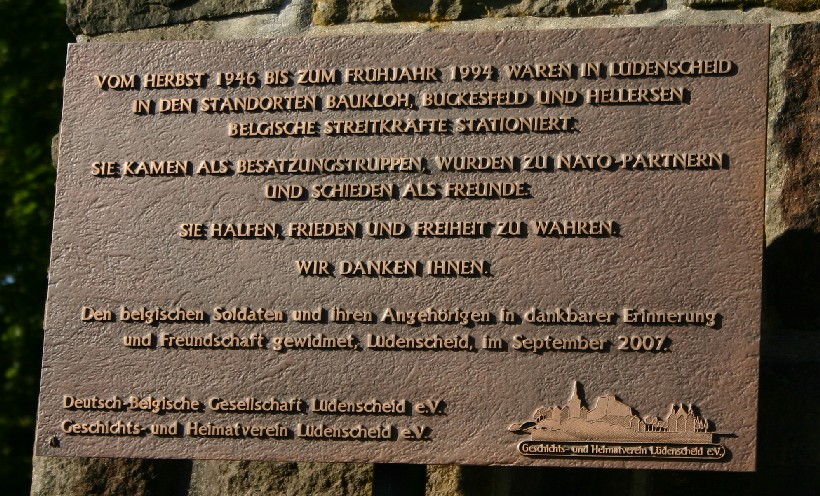 VOM HERBST 1946 BIS ZUM FRÜHJAHR 1994 WAREN IN LÜDENSCHEID
IN DEN STANDORTEN BAUKLOH, BUCKESFELD UND HELLERSEN
BELGISCHE STREITKRÄFTE STATIONIERT.
SIE KAMEN ALS BESATZUNGSTRUPPEN, WURDEN ZU NATO-PARTNERN
UND SCHIEDEN ALS FREUNDE.
SIE HALFEN, FRIEDEN UND FREIHEIT ZU WAHREN.
WIR DANKEN IHNEN.
Den belgischen Soldaten und ihren Angehörigen in dankbarer Erinnerung
und Freundschaft gewidmet, Lüdenscheid, im September 2007.
Deutsch-Belgische Gesellschaft Lüdenscheid e.V.
Geschichts- und Heimatverein Lüdenscheid e.V.
Geschichts- und Heimatverein Lüdenscheid e.V.